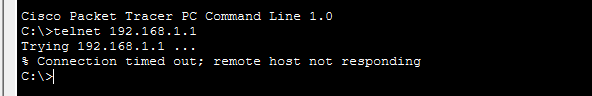 Cisco Packet Tracer PC Command Line 1.0
C:\>telnet 192.168.1.1
Trying 192.168.1.1 ...
% Connection timed out; remote host not responding
C:\>